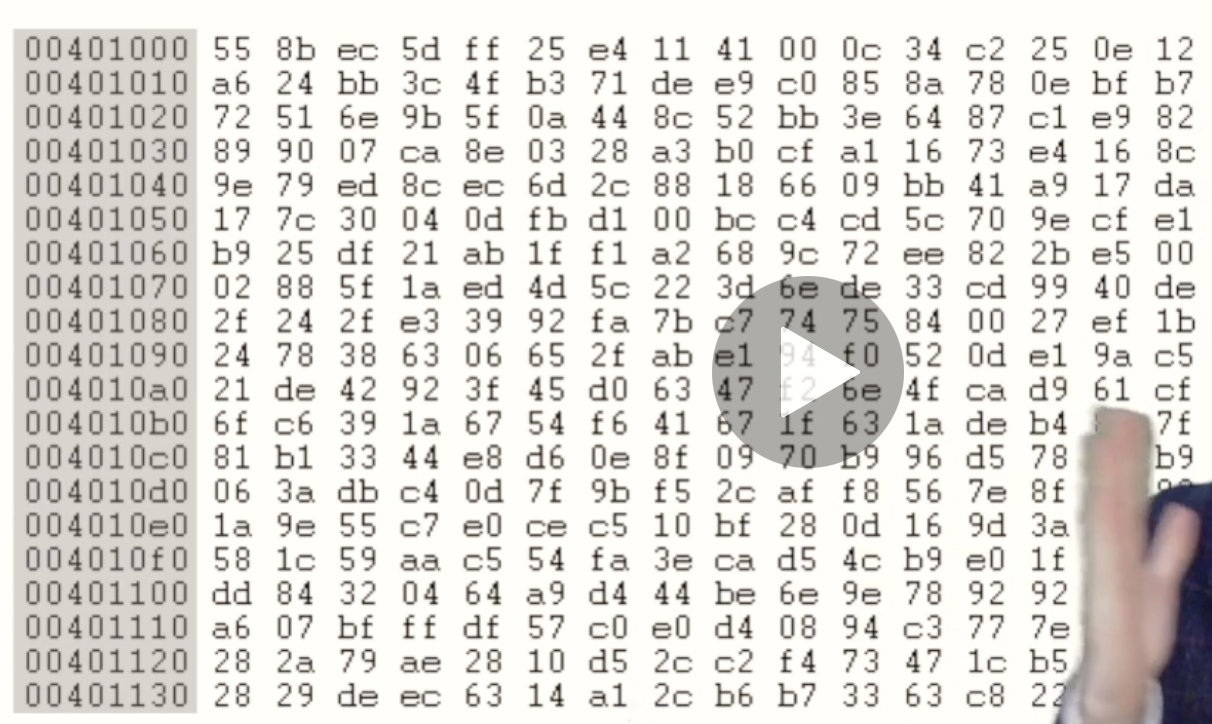 00401000 55 8b ec 5d ff 25 e4 11 41 00 0c 34 c2 25 0e 12
00401010 a6 24 bb 3c 4f b3 71 de e9 c0 85 8a 78 0e bf b7
00401020 72 51 6e 9b 5f 0a 44 8c 52 bb 3e 64 87 c1 e9 82
00401030 89 90 07 ca 8e 03 28 a3 b0 cf a1 16 73 e4 16 8c
00401040 9e 79 ed 8c ec 6d 2c 88 18 66 09 bb 41 a9 17 da
00401050 17 7c 30 04 0d fb d1 00 bc c4 cd 5c 70 9e cf e1
00401060 b9 25 df 21 ab 1f f1 a2 68 9c 72 ee 82 2b e5 00
00401070 02 88 5f 1a ed 4d 5c 22 3d 6e de 33 cd 99 40 de
00401080 2f 24 2f e3 39 92 fa 7b c7 74 75 84 00 27 ef 1b
00401090 24 78 38 63 06 65 2f ab e1 94 f0 52 0d e1 9a c5
004010a0 21 de 42 92 3f 45 d0 63 47 f2 6e 4f ca d9 61 cf
004010b0 6f c6 39 1a 67 54 f6 41 67 1f 63 1a de b4 7f
004010c0 81 b1 33 44 e8 d6 0e 8f 09 70 b9 96 d5 78 b9
004010d0 06 3a db c4 0d 7f 9b f5 2c af f8 56 7e 8f
004010e0 1a 9e 55 c7 e0 ce c5 10 bf 28 0d 16 9d 3a
004010f0 58 1c 59 aa c5 54 fa 3e ca d5 4c b9 e0 1f
00401100 dd 84 32 04 64 a9 d4 44 be 6e 9e 78 92 92
00401110 a6 07 bf ff df 57 c0 e0 d4 08 94 c3 77 7e
00401120 28 2a 79 ae 28 10 d5 2c c2 f4 73 47 1c b5
00401130 28 29 de ec 63 14 a1 2c b6 b7 33 63 c8 22